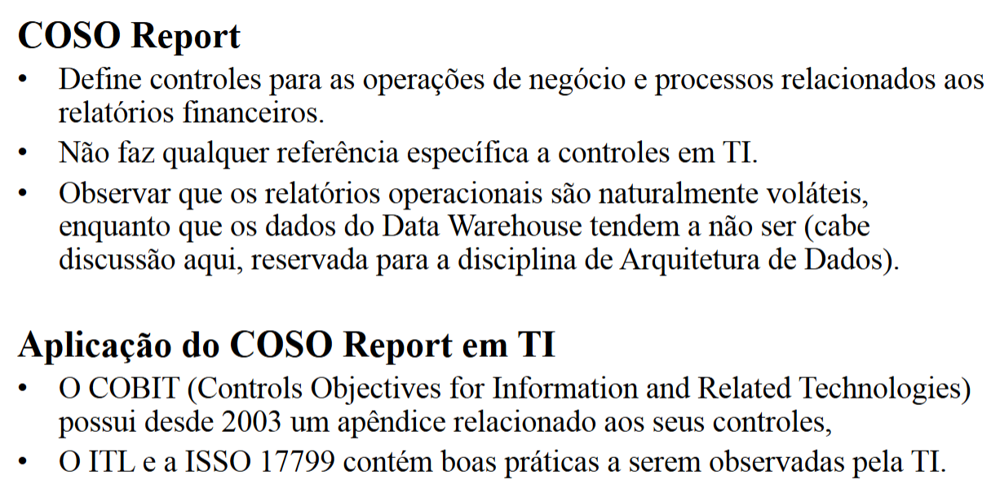 COSO Report
• Define controles para as operações de negócio e processos relacionados aos
relatórios financeiros.
• Não faz qualquer referência específica a controles em TI.
• Observar que os relatórios operacionais são naturalmente voláteis,
enquanto que os dados do Data Warehouse tendem a não ser (cabe
discussão aqui, reservada para a disciplina de Arquitetura de Dados).
Aplicação do COSO Report em TI
• O COBIT (Controls Objectives for Information and Related Technologies)
possui desde 2003 um apêndice relacionado aos seus controles,
• O ITL e a ISSO 17799 contém boas práticas a serem observadas pela TI.